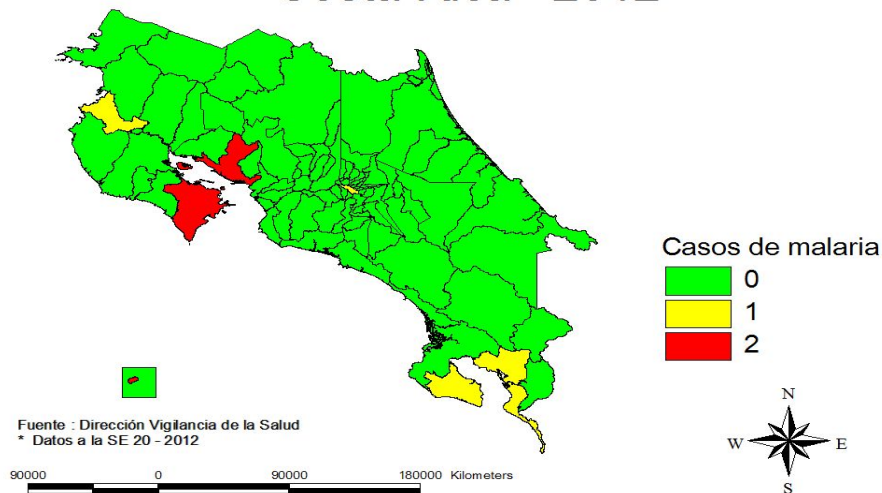 2012
Casos de malaria
0
1
2
Fuente : Dirección Vigilancia de la Salud
* Datos a la SE 20 - 2012
N
W E
S
90000 0 90000 180000 Kilometers